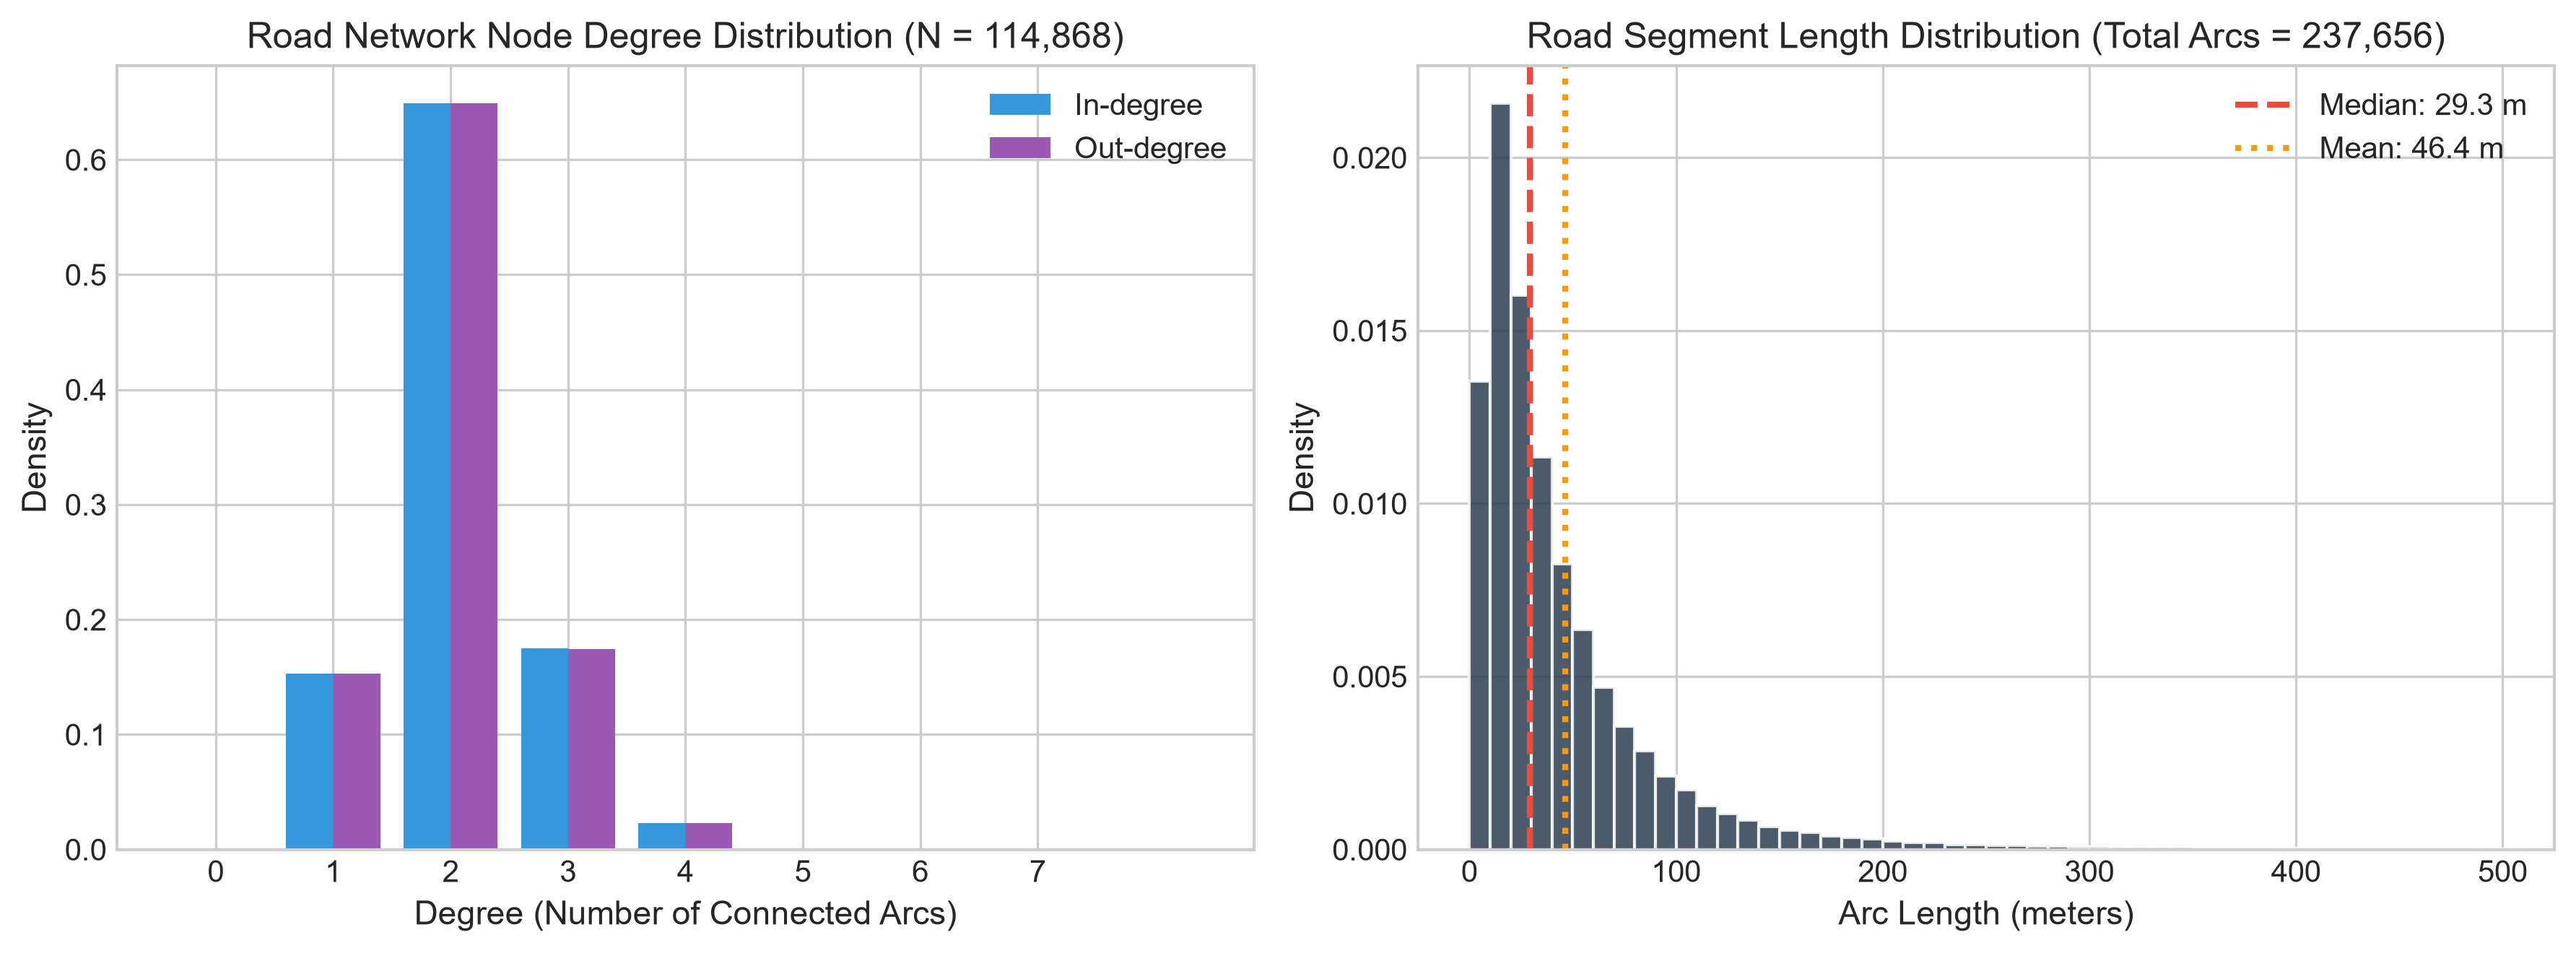 Road Network Node Degree Distribution (N = 114,868)
In-degree
Out-degree
Density
0.6
0.5
0.4
0.3
0.2
0.1
0.0
0 1 2 3 4 5 6 7
Degree (Number of Connected Arcs)
Road Segment Length Distribution (Total Arcs = 237,656)
Median: 29.3 m
Mean: 46.4 m
Density
0.020
0.015
0.010
0.005
0.000
0 100 200 300 400 500
Arc Length (meters)